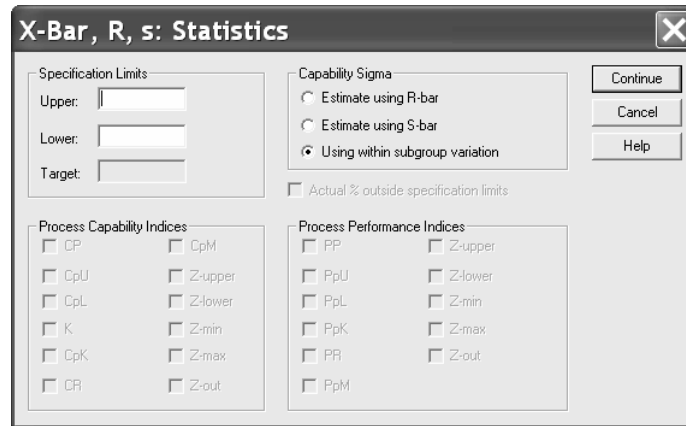 X-Bar, R, s: Statistics
Specification Limits
Upper:
Lower:
Target:
Capability Sigma
Estimate using R-bar
Estimate using S-bar
Using within subgroup variation
Actual % outside specification limits
Continue
Cancel
Help
Process Capability Indices
CP CpM
CpU Z-upper
CpL Z-lower
K Z-min
CpK Z-max
CR Z-out
Process Performance Indices
PP Z-upper
PpU Z-lower
PpL Z-min
PpK Z-max
PR Z-out
PpM